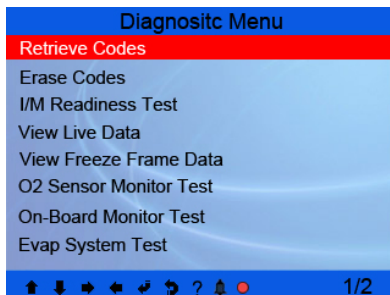 Diagnositc Menu
Retrieve Codes
Erase Codes
I/M Readiness Test
View Live Data
View Freeze Frame Data
O2 Sensor Monitor Test
On-Board Monitor Test
Evap System Test
? 1/2